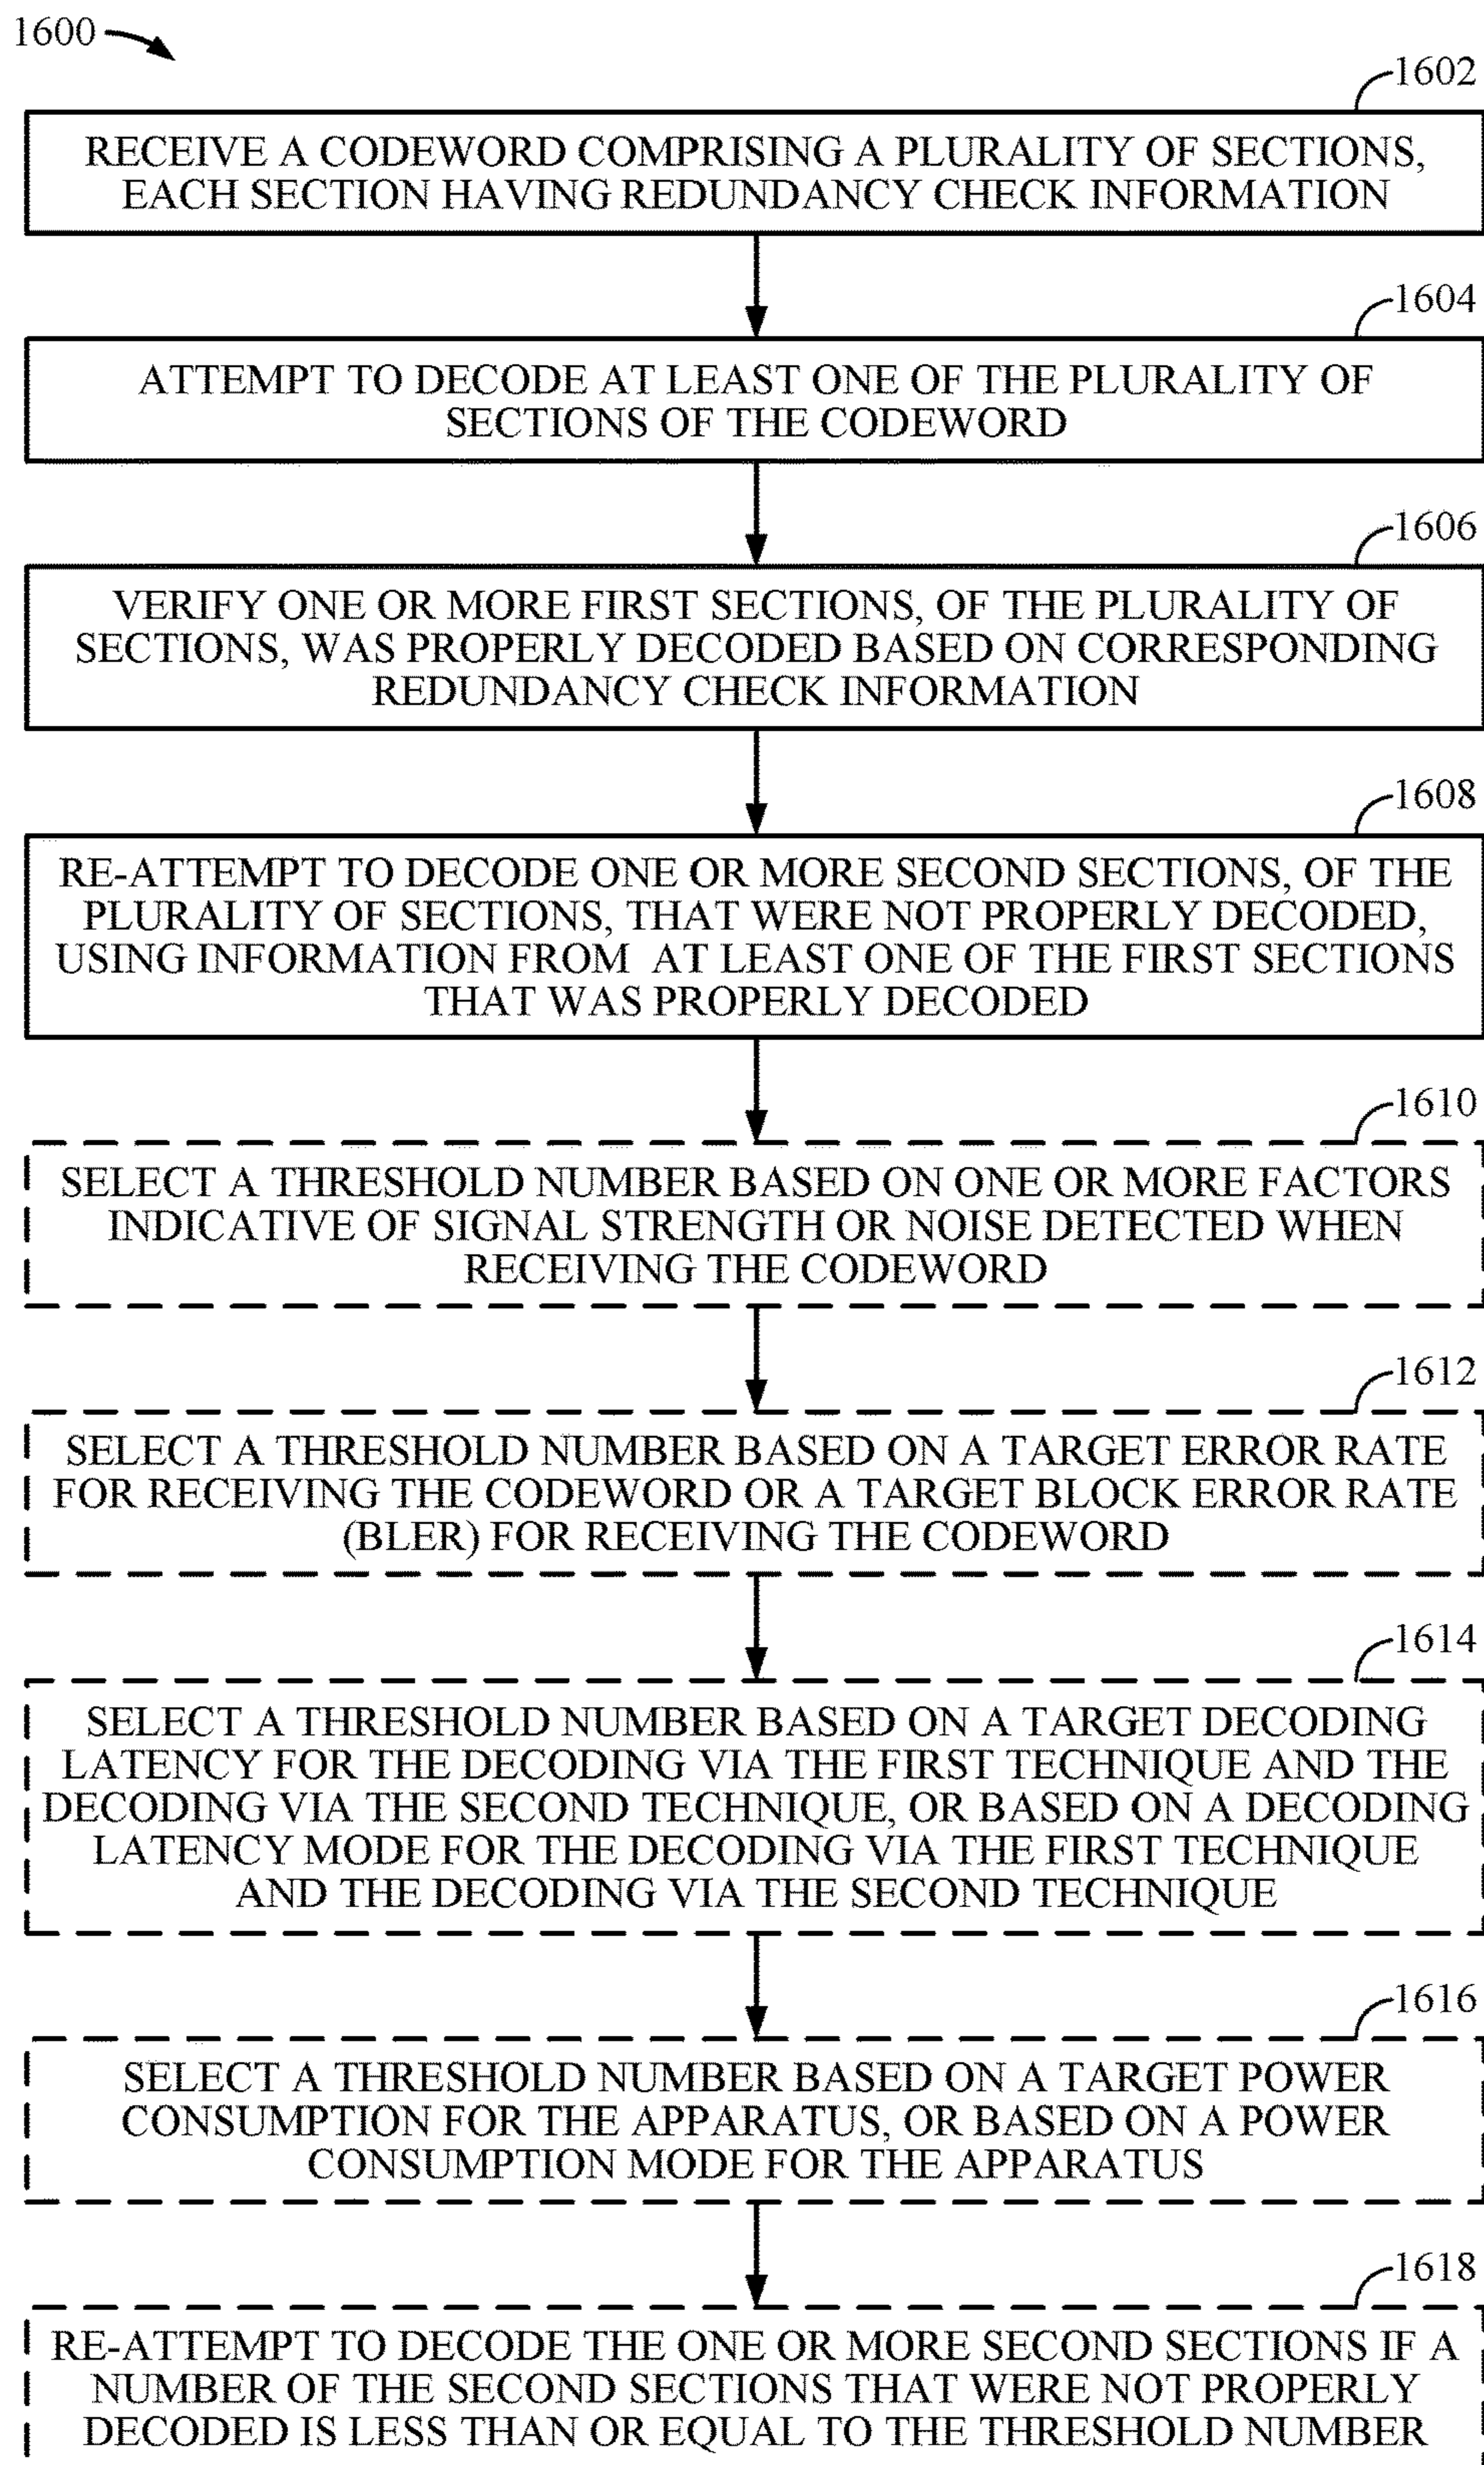 1600
1602
RECEIVE A CODEWORD COMPRISING A PLURALITY OF SECTIONS,
EACH SECTION HAVING REDUNDANCY CHECK INFORMATION
1604
ATTEMPT TO DECODE AT LEAST ONE OF THE PLURALITY OF
SECTIONS OF THE CODEWORD
1606
VERIFY ONE OR MORE FIRST SECTIONS, OF THE PLURALITY OF
SECTIONS, WAS PROPERLY DECODED BASED ON CORRESPONDING
REDUNDANCY CHECK INFORMATION
1608
RE-ATTEMPT TO DECODE ONE OR MORE SECOND SECTIONS, OF THE
PLURALITY OF SECTIONS, THAT WERE NOT PROPERLY DECODED,
USING INFORMATION FROM AT LEAST ONE OF THE FIRST SECTIONS
THAT WAS PROPERLY DECODED
1610
SELECT A THRESHOLD NUMBER BASED ON ONE OR MORE FACTORS
INDICATIVE OF SIGNAL STRENGTH OR NOISE DETECTED WHEN
RECEIVING THE CODEWORD
1612
SELECT A THRESHOLD NUMBER BASED ON A TARGET ERROR RATE
FOR RECEIVING THE CODEWORD OR A TARGET BLOCK ERROR RATE
(BLER) FOR RECEIVING THE CODEWORD
1614
SELECT A THRESHOLD NUMBER BASED ON A TARGET DECODING
LATENCY FOR THE DECODING VIA THE FIRST TECHNIQUE AND THE
DECODING VIA THE SECOND TECHNIQUE, OR BASED ON A DECODING
LATENCY MODE FOR THE DECODING VIA THE FIRST TECHNIQUE
AND THE DECODING VIA THE SECOND TECHNIQUE
1616
SELECT A THRESHOLD NUMBER BASED ON A TARGET POWER
CONSUMPTION FOR THE APPARATUS, OR BASED ON A POWER
CONSUMPTION MODE FOR THE APPARATUS
1618
RE-ATTEMPT TO DECODE THE ONE OR MORE SECOND SECTIONS IF A
NUMBER OF THE SECOND SECTIONS THAT WERE NOT PROPERLY
DECODED IS LESS THAN OR EQUAL TO THE THRESHOLD NUMBER